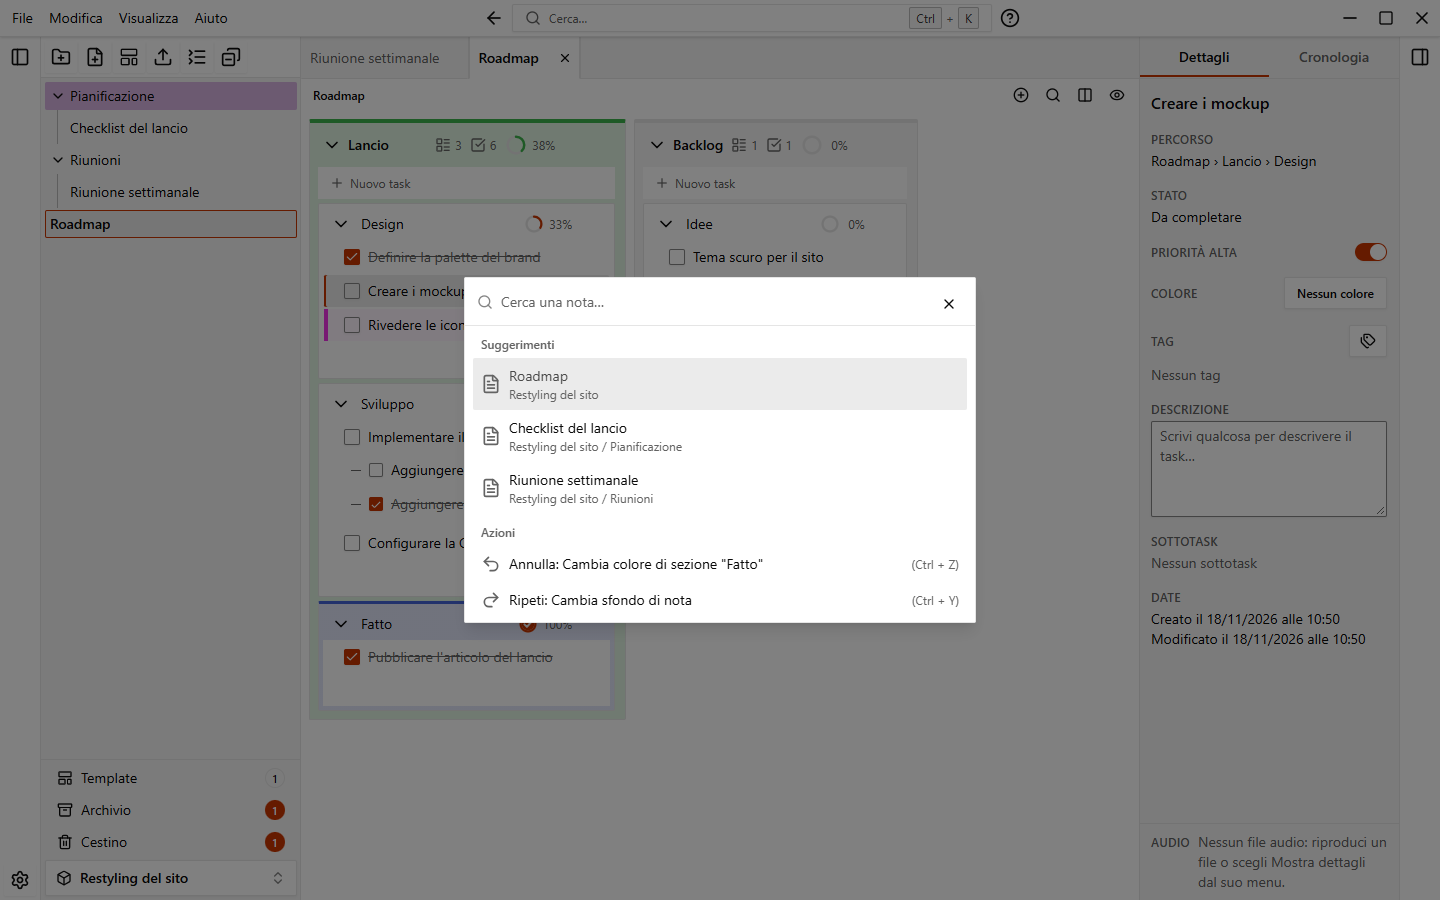 File Modifica Visualizza Aiuto
Cerca... Ctrl + K
Pianificazione
Checklist del lancio
Riunioni
Riunione settimanale
Roadmap
Template 1
Archivio 1
Cestino 1
Restyling del sito
Riunione settimanale Roadmap
Roadmap
Lancio 3 6 38%
Nuovo task
Design 33%
Definire la palette del brand
Creare i mockup
Rivedere le icon
Sviluppo
Implementare il
Aggiungere
Aggiungere
Configurare la
Fatto 100%
Pubblicare l'articolo del lancio
Backlog 1 1 0%
Nuovo task
Idee 0%
Tema scuro per il sito
Cerca una nota...
Suggerimenti
Roadmap
Restyling del sito
Checklist del lancio
Restyling del sito / Pianificazione
Riunione settimanale
Restyling del sito / Riunioni
Azioni
Annulla: Cambia colore di sezione "Fatto" (Ctrl + Z)
Ripeti: Cambia sfondo di nota (Ctrl + Y)
Dettagli Cronologia
Creare i mockup
PERCORSO
Roadmap › Lancio › Design
STATO
Da completare
PRIORITÀ ALTA
COLORE Nessun colore
TAG
Nessun tag
DESCRIZIONE
Scrivi qualcosa per descrivere il
task...
SOTTOTASK
Nessun sottotask
DATE
Creato il 18/11/2026 alle 10:50
Modificato il 18/11/2026 alle 10:50
AUDIO Nessun file audio: riproduci un
file o scegli Mostra dettagli
dal suo menu.